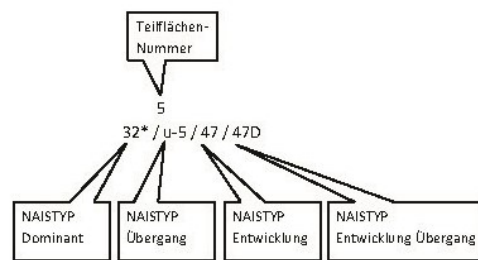 Teilflächen-
Nummer
5
32* / u-5 / 47 / 47D
NAISTYP
Dominant
NAISTYP
Übergang
NAISTYP
Entwicklung
NAISTYP
Entwicklung Übergang